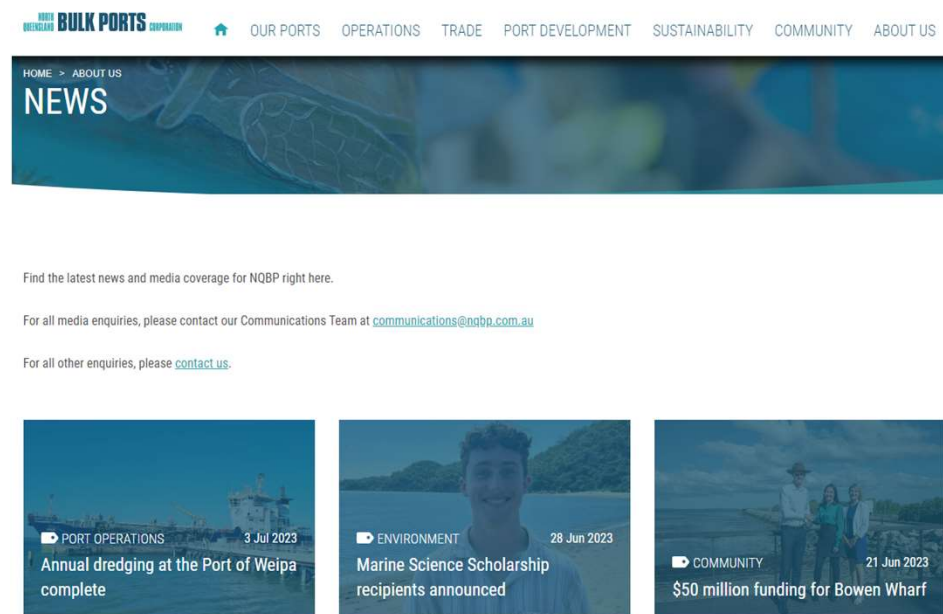 NORTH
QUEENSLAND BULK PORTS CORPORATION
OUR PORTS OPERATIONS TRADE PORT DEVELOPMENT SUSTAINABILITY COMMUNITY ABOUT US
HOME > ABOUT US
NEWS
Find the latest news and media coverage for NQBP right here.
For all media enquiries, please contact our Communications Team at communications@nqbp.com.au
For all other enquiries, please contact us.
PORT OPERATIONS 3 Jul 2023
Annual dredging at the Port of Weipa
complete
ENVIRONMENT 28 Jun 2023
Marine Science Scholarship
recipients announced
COMMUNITY 21 Jun 2023
$50 million funding for Bowen Wharf